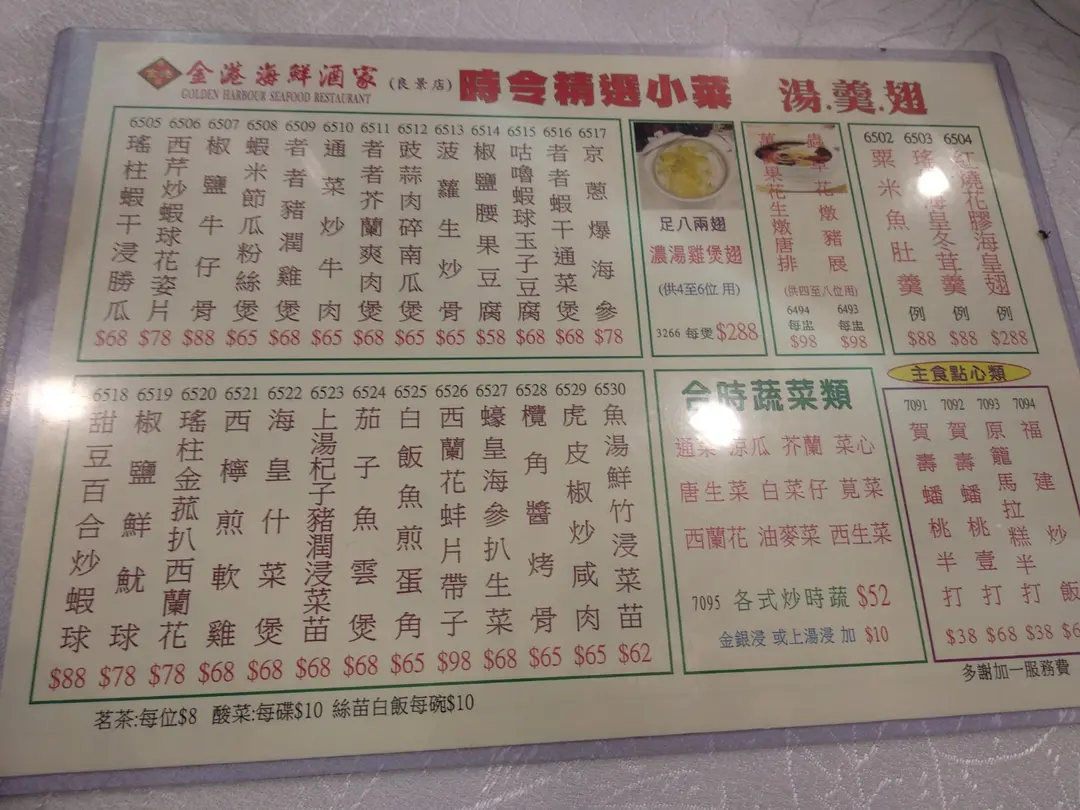 金港海鮮酒家 (良景店)
GOLDEN HARBOUR SEAFOOD RESTAURANT
時令精選小菜
湯.羹.翅
6505 瑤柱蝦干浸勝瓜 $68
6506 西芹炒蝦球花姿片 $78
6507 椒鹽牛仔骨 $88
6508 蝦米節瓜粉絲煲 $65
6509 者者豬潤雞煲 $68
6510 通菜炒牛肉 $65
6511 者者芥蘭爽肉煲 $68
6512 豉蒜肉碎南瓜煲 $65
6513 菠蘿生炒骨 $65
6514 椒鹽腰果豆腐 $58
6515 咕嚕蝦球玉子豆腐 $68
6516 者者蝦干通菜煲 $68
6517 京蔥爆海參 $78
足八兩翅
濃湯雞煲翅
(供4至6位 用)
3266 每煲 $288
果花生燉唐排
花燉豬展
(供四至八位用)
6494 每盅 $98
6493 每盅 $98
6502 粟米魚肚羹 例 $88
6503 瑤海皇冬茸羹 例 $88
6504 紅燒花膠海皇翅 例 $288
6518 甜豆百合炒蝦球 $88
6519 椒鹽鮮魷球 $78
6520 瑤柱金菰扒西蘭花 $78
6521 西檸煎軟雞 $68
6522 海皇什菜煲 $68
6523 上湯杞子豬潤浸菜苗 $68
6524 茄子魚雲煲 $68
6525 白飯魚煎蛋角 $65
6526 西蘭花蚌片帶子 $98
6527 蠔皇海參扒生菜 $68
6528 欖角醬烤骨 $65
6529 虎皮椒炒咸肉 $65
6530 魚湯鮮竹浸菜苗 $62
合時蔬菜類
通菜 涼瓜 芥蘭 菜心
唐生菜 白菜仔 莧菜
西蘭花 油麥菜 西生菜
7095 各式炒時蔬 $52
金銀浸 或上湯浸 加 $10
主食點心類
7091 賀壽蟠桃半打 $38
7092 賀壽蟠桃壹打 $68
7093 原籠馬拉糕半打 $38
7094 福建炒飯
多謝加一服務費
茗茶:每位$8 酸菜:每碟$10 絲苗白飯每碗$10